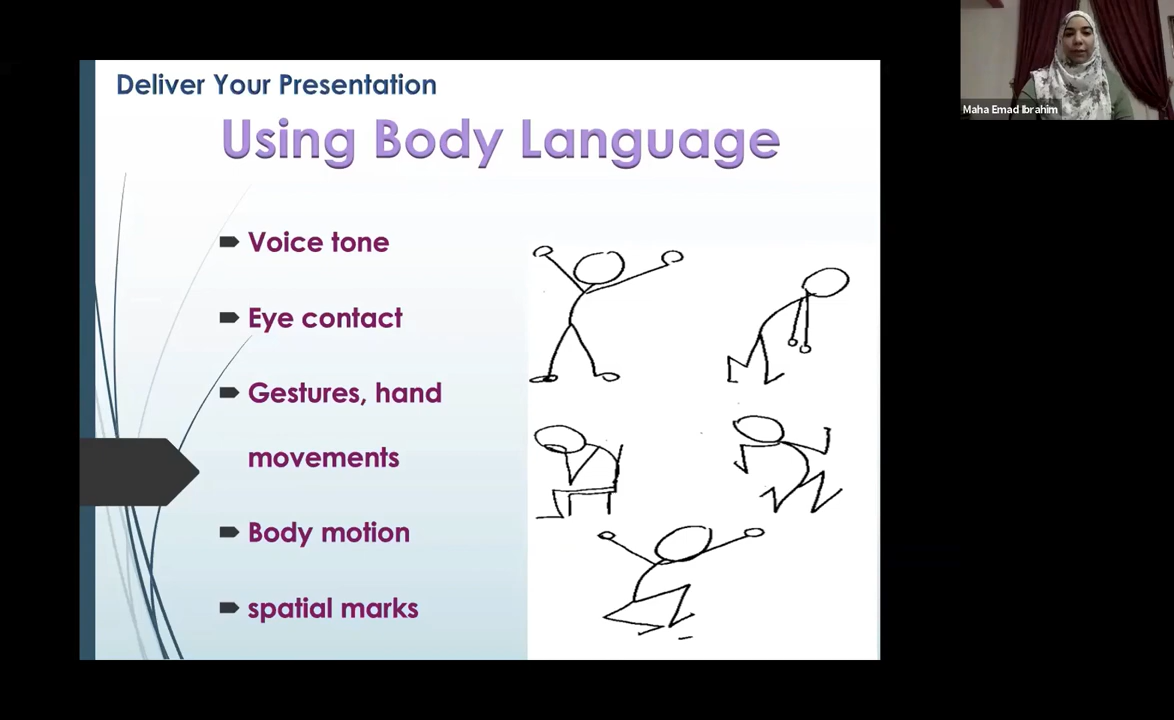 Deliver Your Presentation
Using Body Language
Voice tone
Eye contact
Gestures, hand
movements
Body motion
spatial marks
Maha Emad Ibrahim